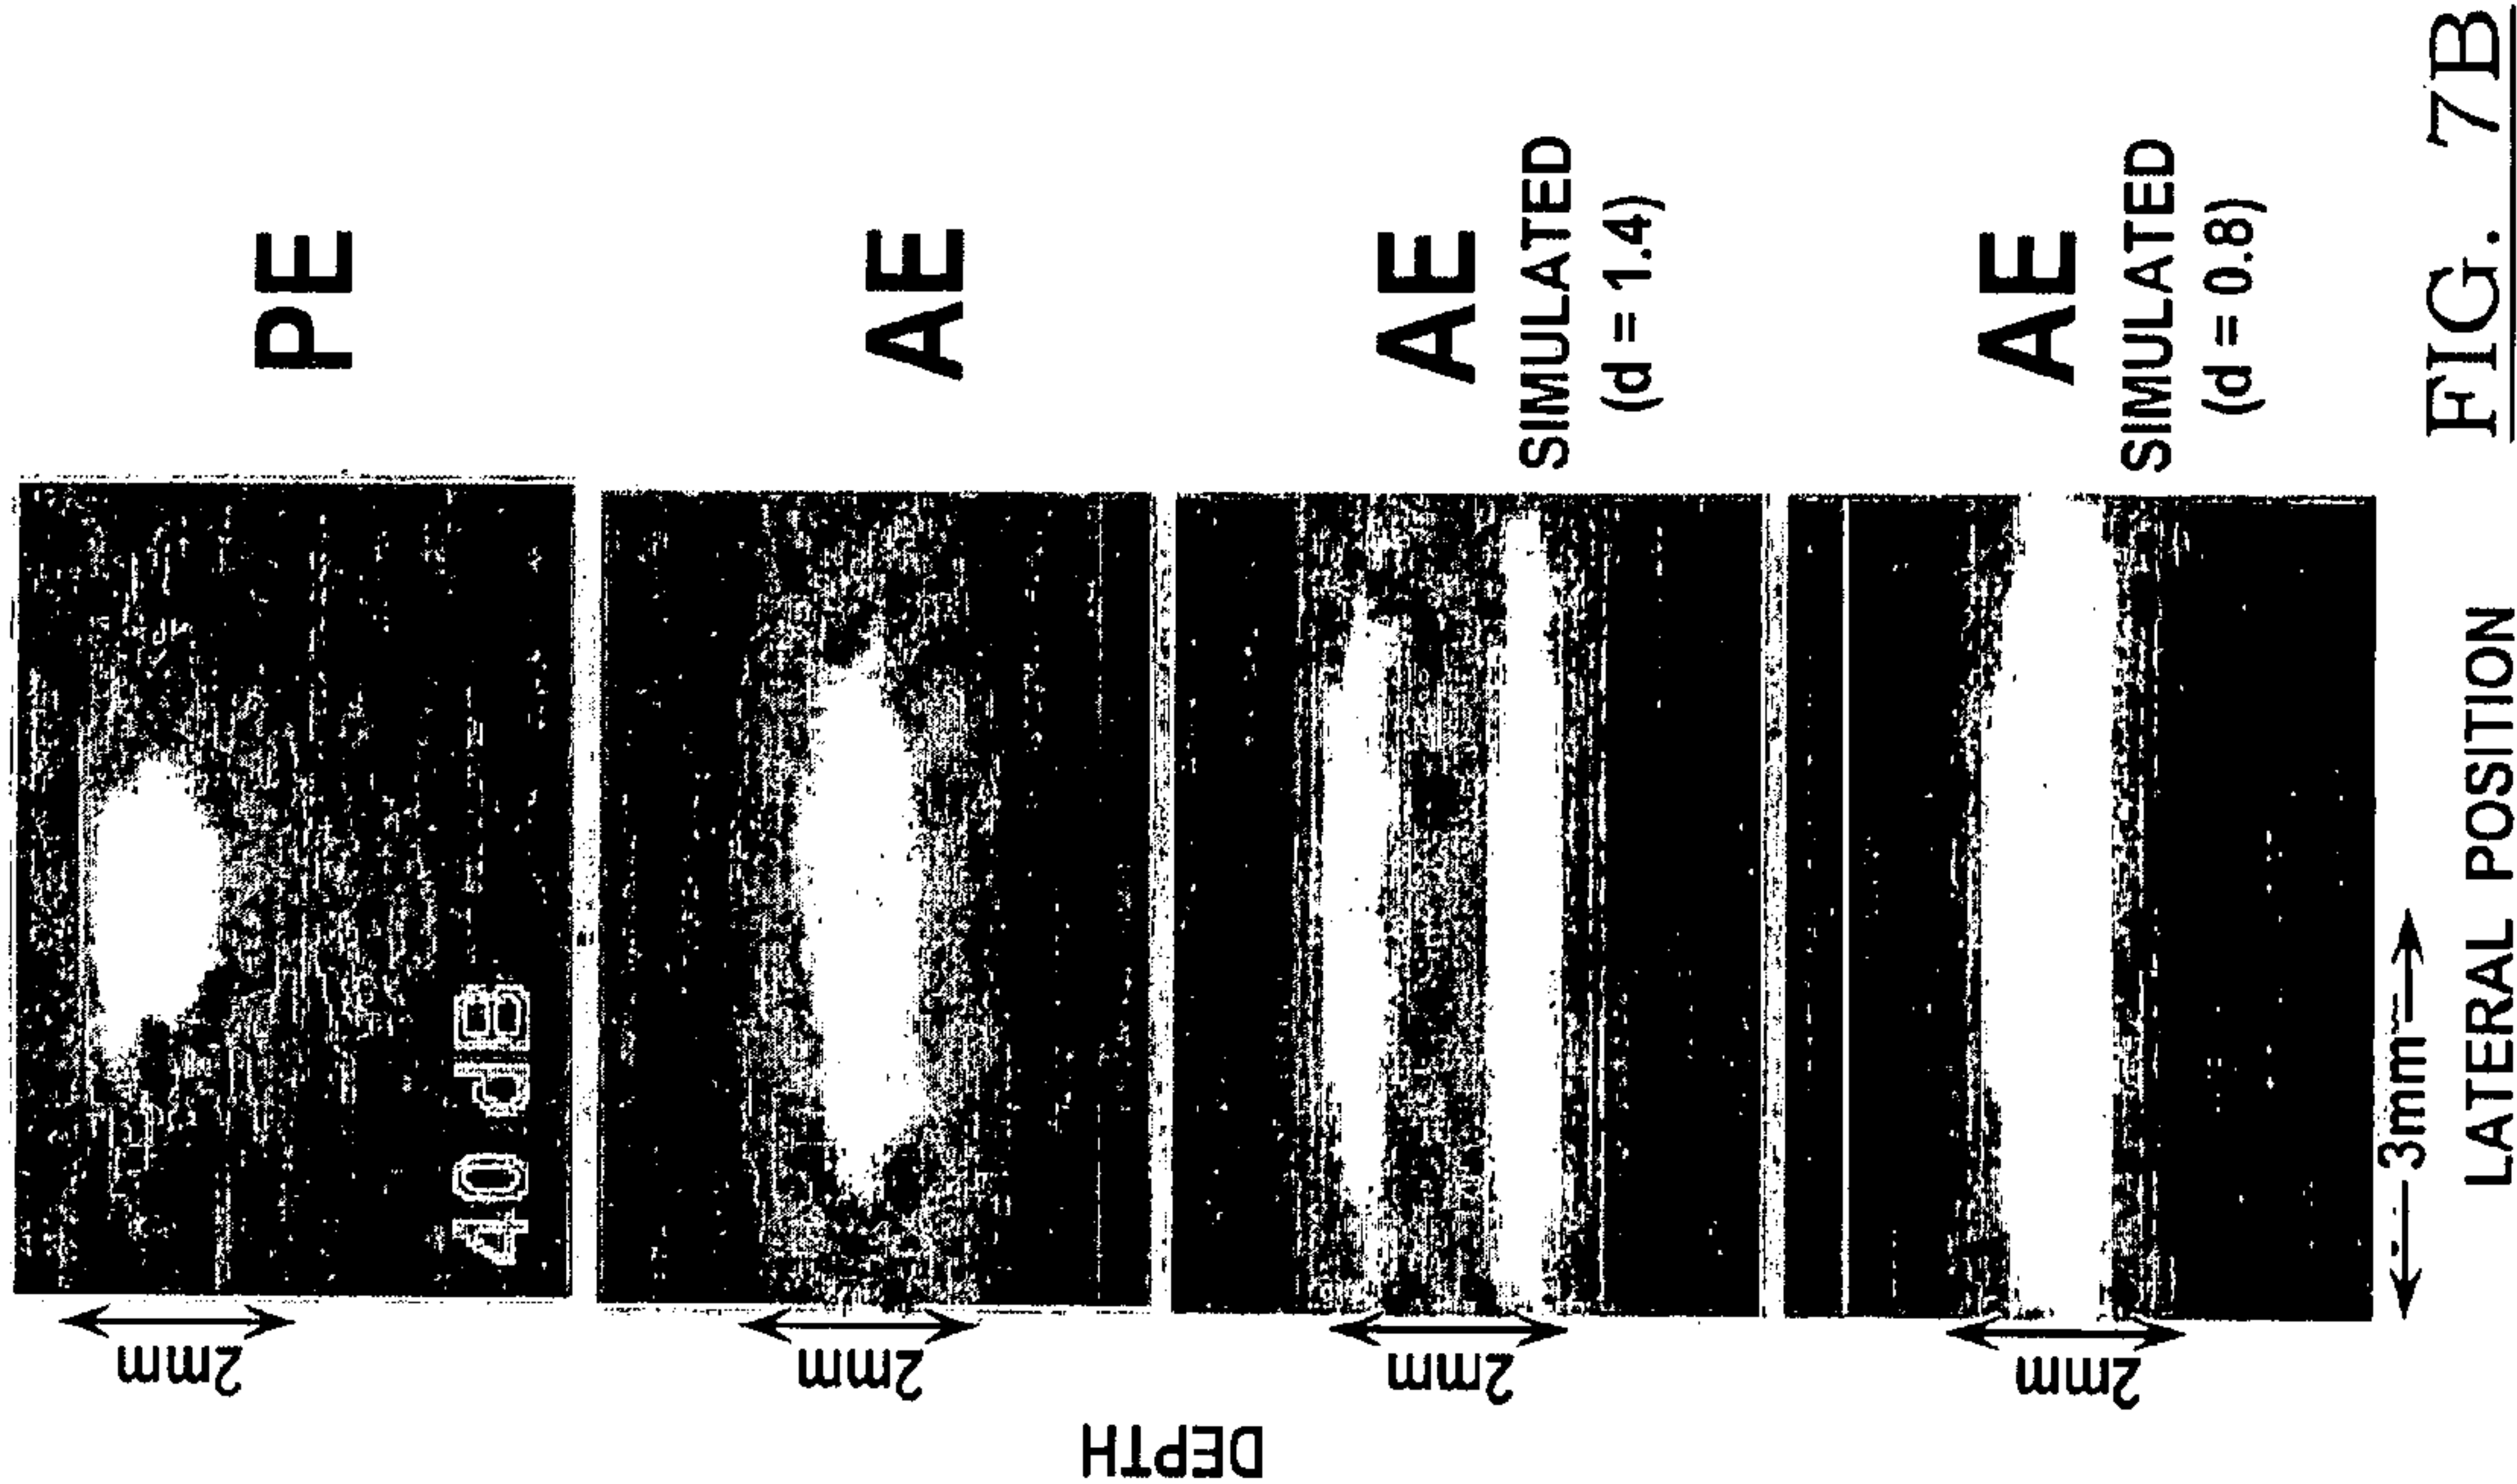 PE
40 dB
2mm
AE
2mm
AE
SIMULATED
(d = 1.4)
2mm
AE
SIMULATED
(d = 0.8)
2mm
DEPTH
3mm
LATERAL POSITION
FIG. 7B